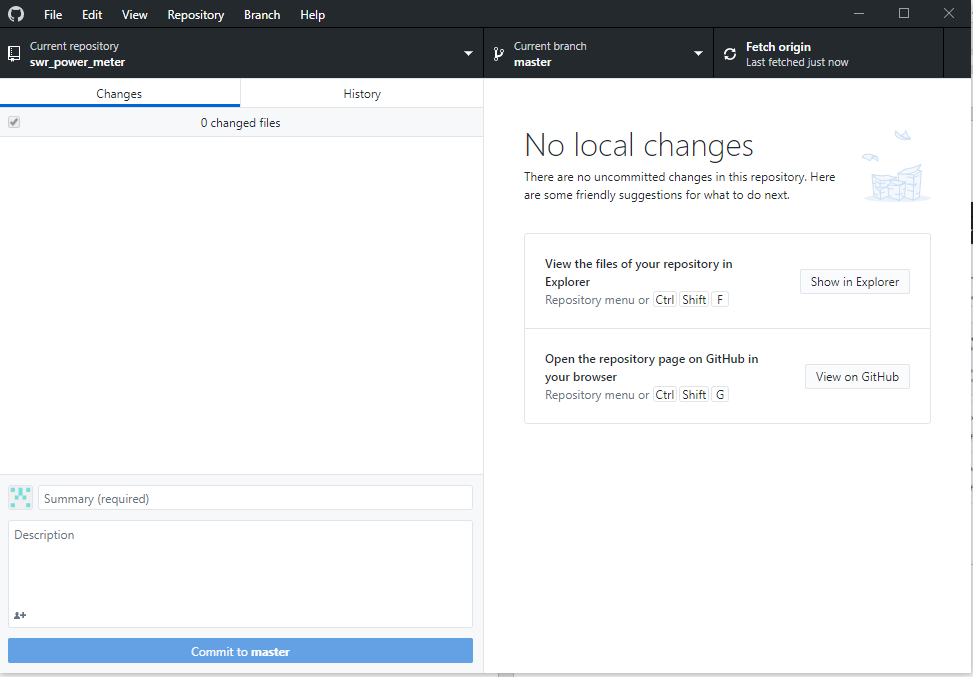 File Edit View Repository Branch Help
Current repository
swr_power_meter
Current branch
master
Fetch origin
Last fetched just now
Changes
History
0 changed files
No local changes
There are no uncommitted changes in this repository. Here
are some friendly suggestions for what to do next.
View the files of your repository in
Explorer
Repository menu or Ctrl Shift F
Show in Explorer
Open the repository page on GitHub in
your browser
Repository menu or Ctrl Shift G
View on GitHub
Summary (required)
Description
Commit to master